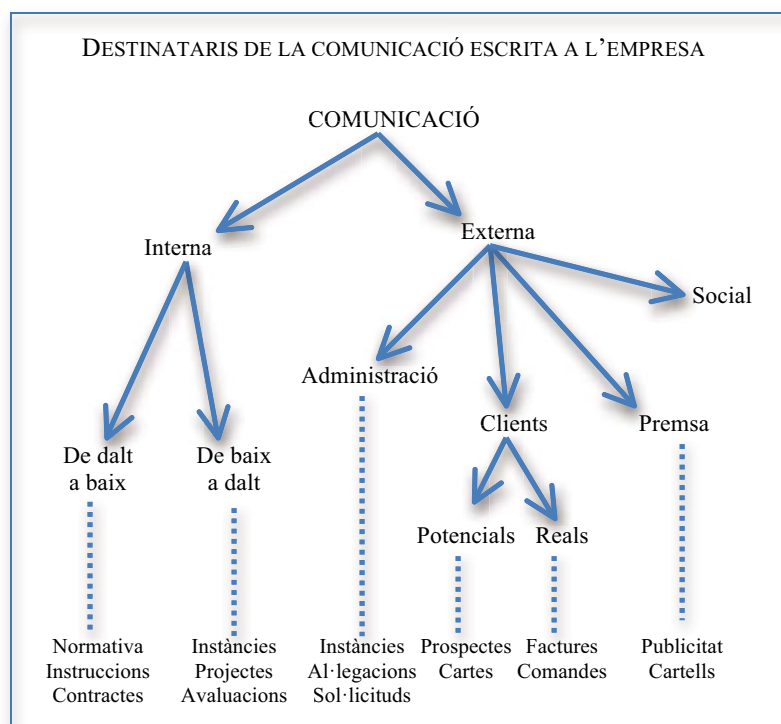 DESTINATARIS DE LA COMUNICACIÓ ESCRITA A L’EMPRESA
COMUNICACIÓ
Interna
Externa
Social
Administració
Clients
Premsa
De dalt
a baix
De baix
a dalt
Potencials
Reals
Normativa
Instruccions
Contractes
Instàncies
Projectes
Avaluacions
Instàncies
Al·legacions
Sol·licituds
Prospectes
Cartes
Factures
Comandes
Publicitat
Cartells